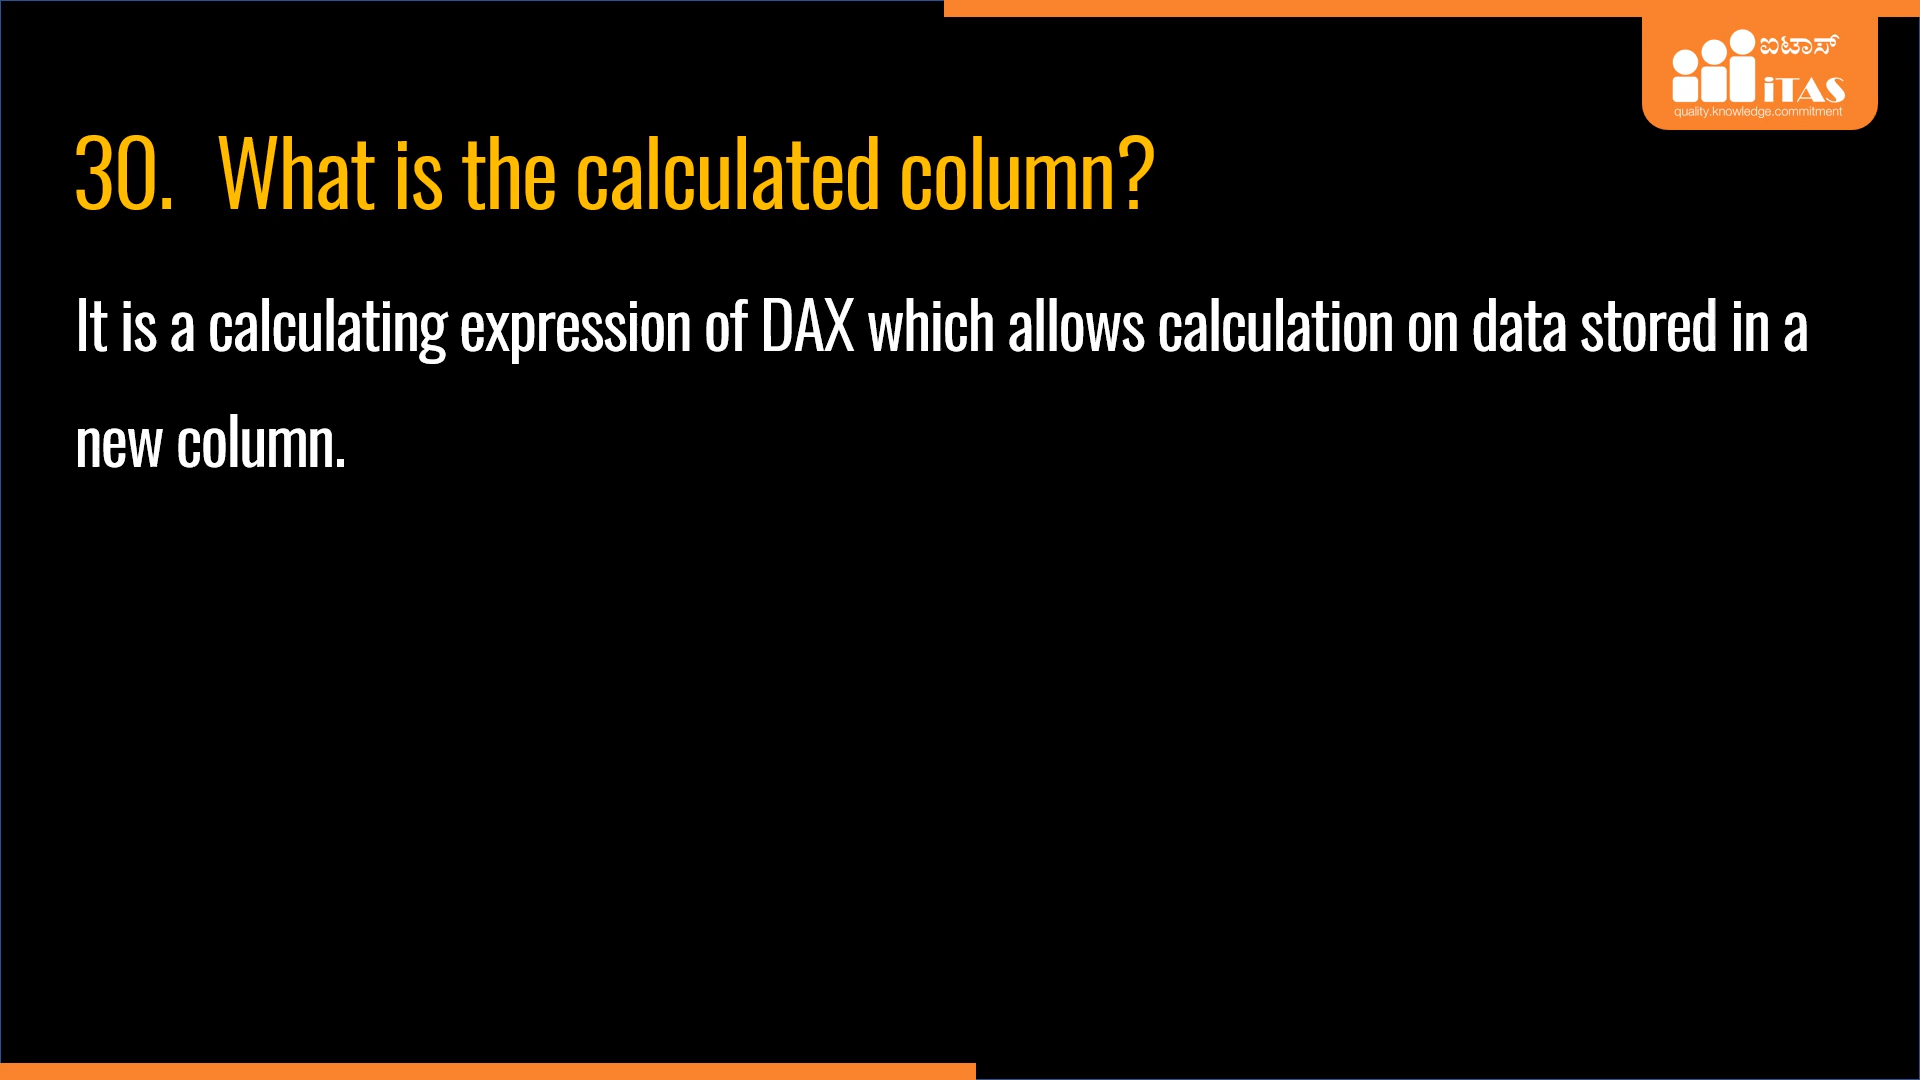 ಐಟಾಸ್
iTAS
quality.knowledge.commitment
30. What is the calculated column?
It is a calculating expression of DAX which allows calculation on data stored in a
new column.